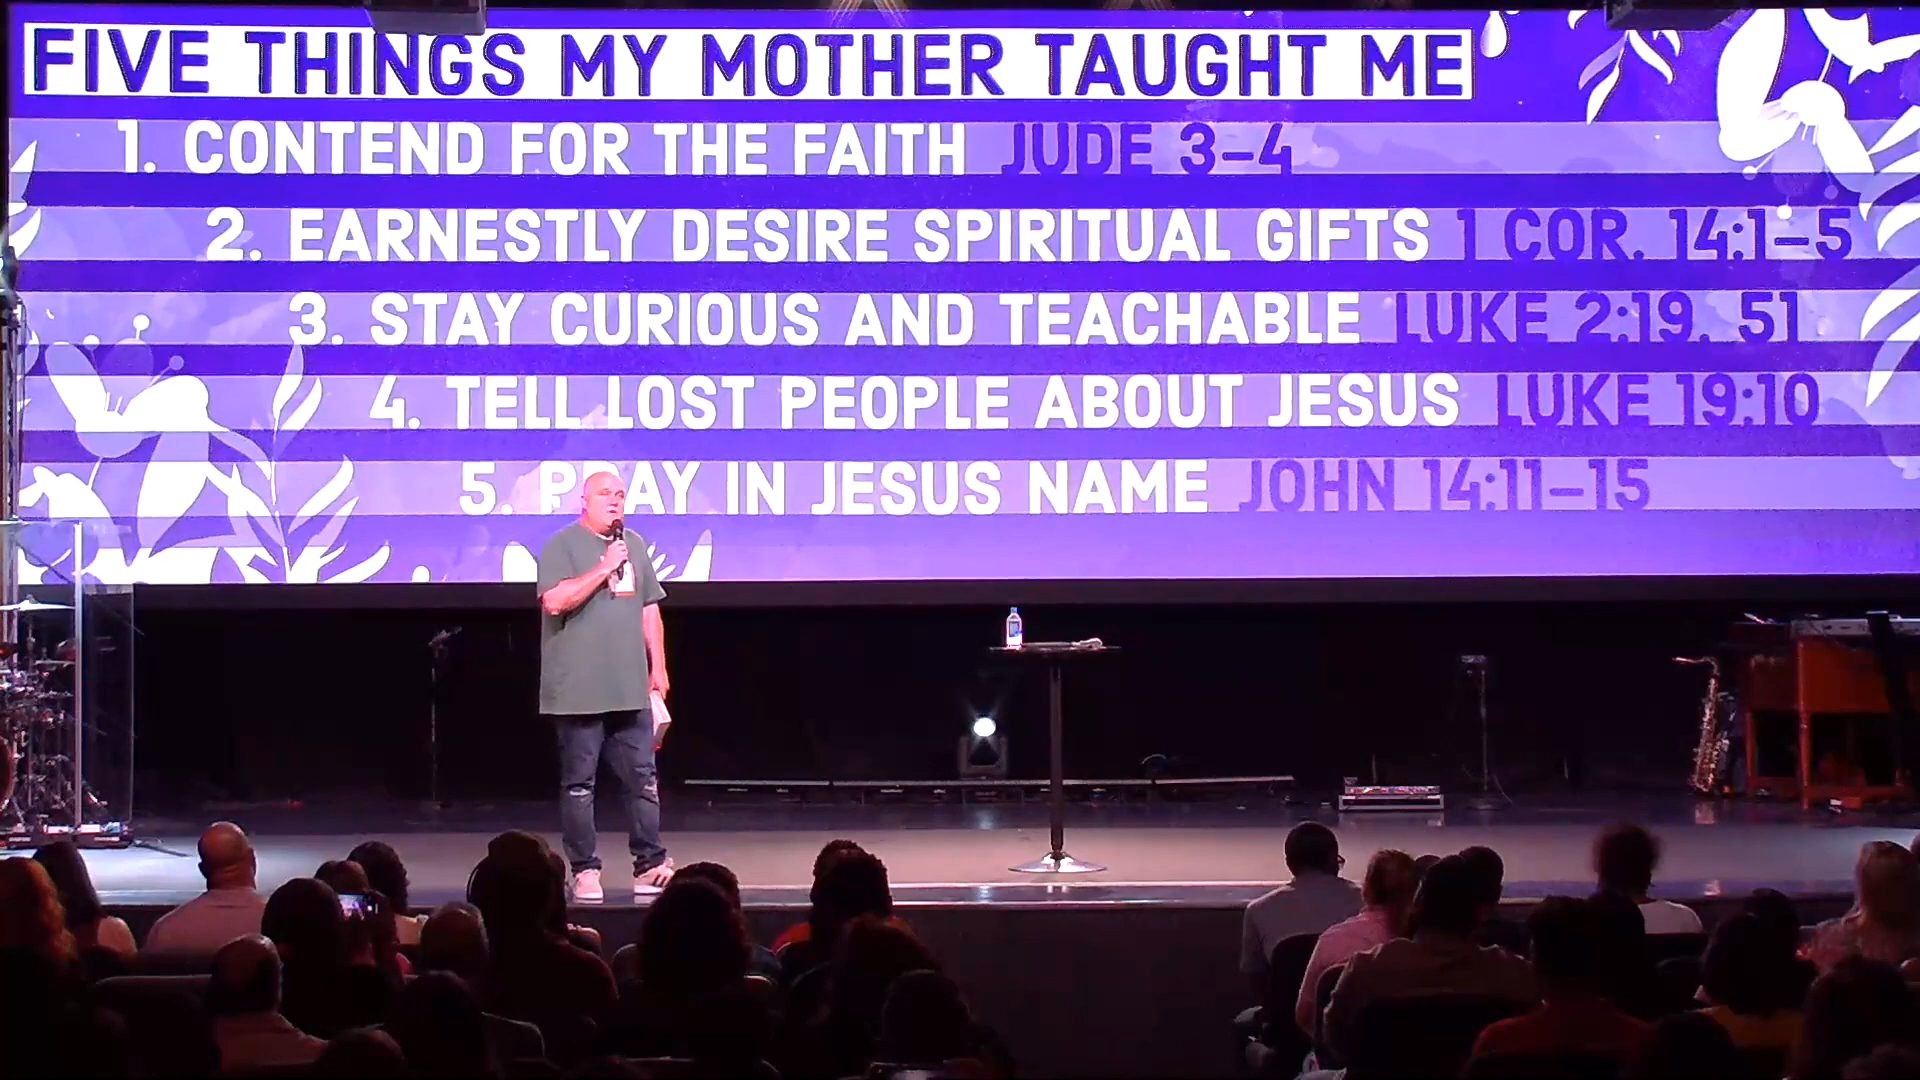 FIVE THINGS MY MOTHER TAUGHT ME
1. CONTEND FOR THE FAITH JUDE 3–4
2. EARNESTLY DESIRE SPIRITUAL GIFTS 1 COR. 14:1–5
3. STAY CURIOUS AND TEACHABLE LUKE 2:19, 51
4. TELL LOST PEOPLE ABOUT JESUS LUKE 19:10
5. PRAY IN JESUS NAME JOHN 14:11–15